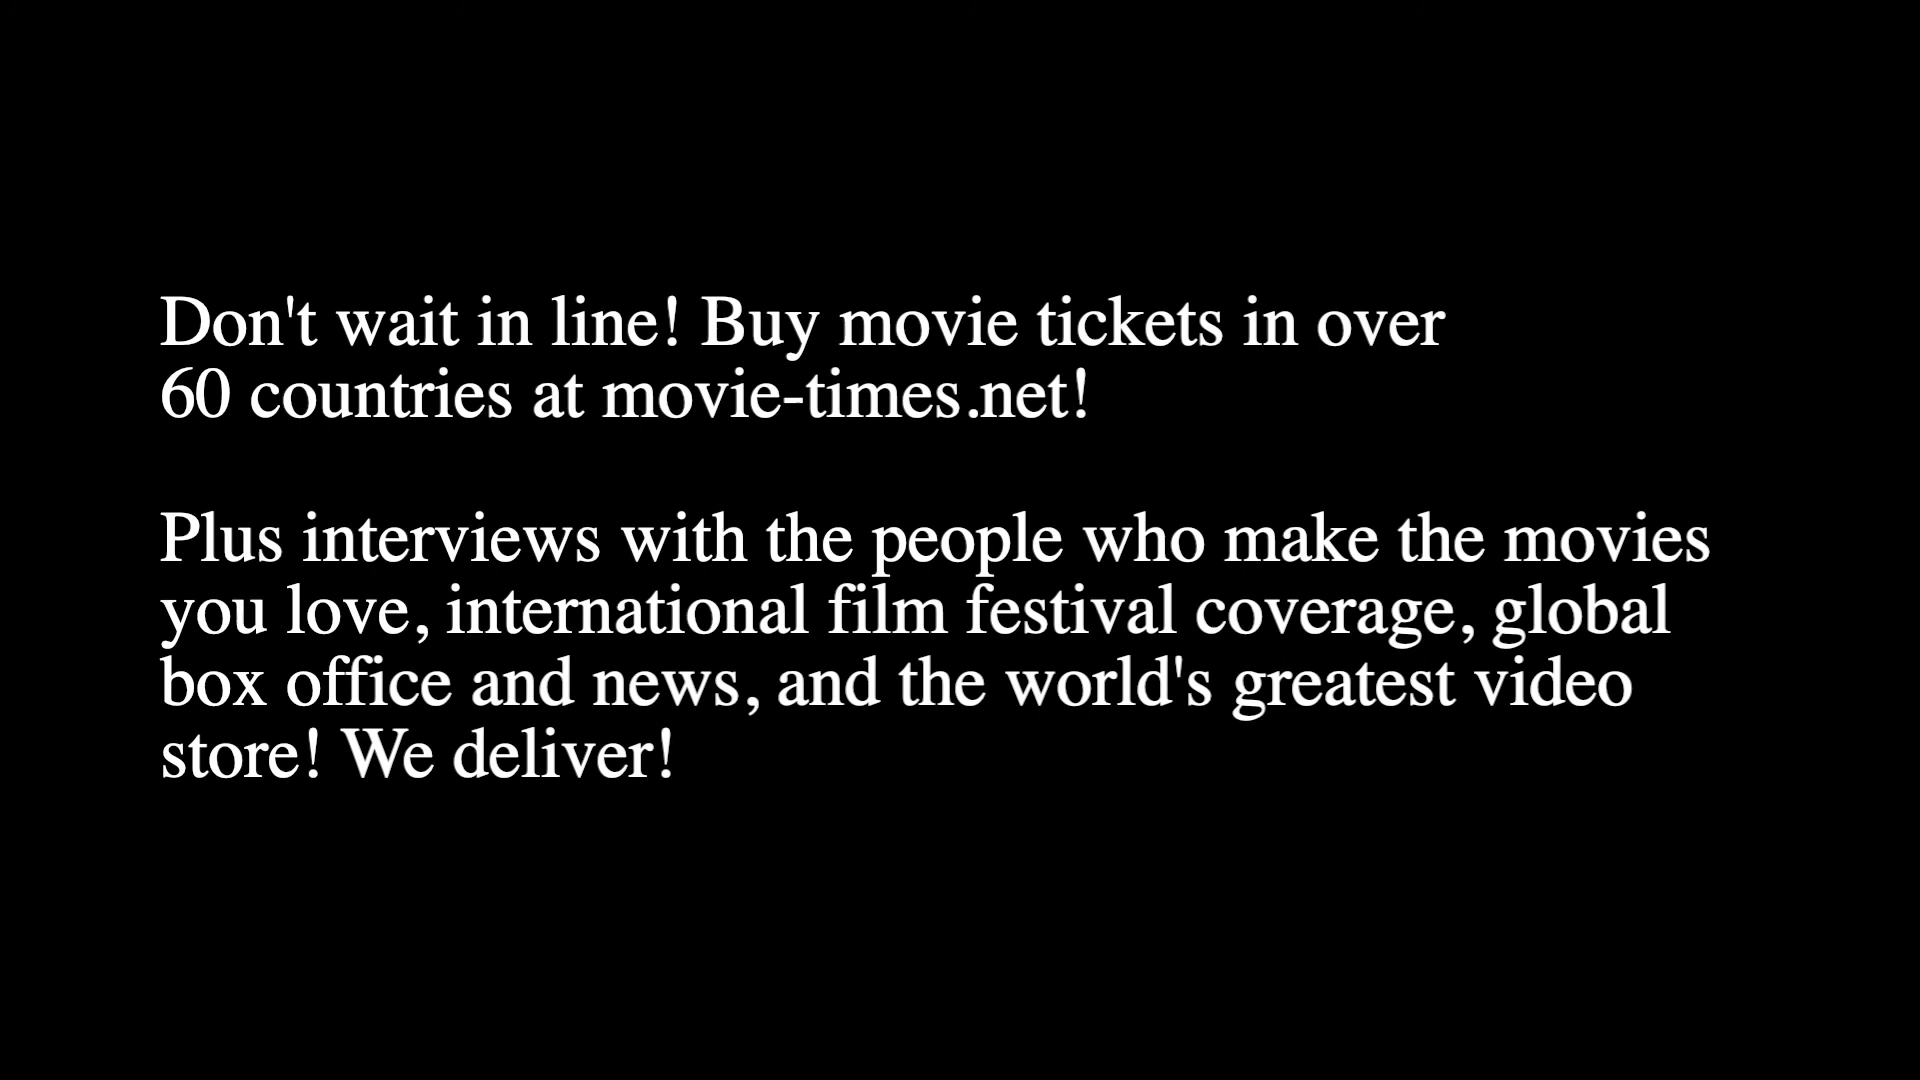 Don't wait in line! Buy movie tickets in over
60 countries at movie-times.net!
Plus interviews with the people who make the movies
you love, international film festival coverage, global
box office and news, and the world's greatest video
store! We deliver!